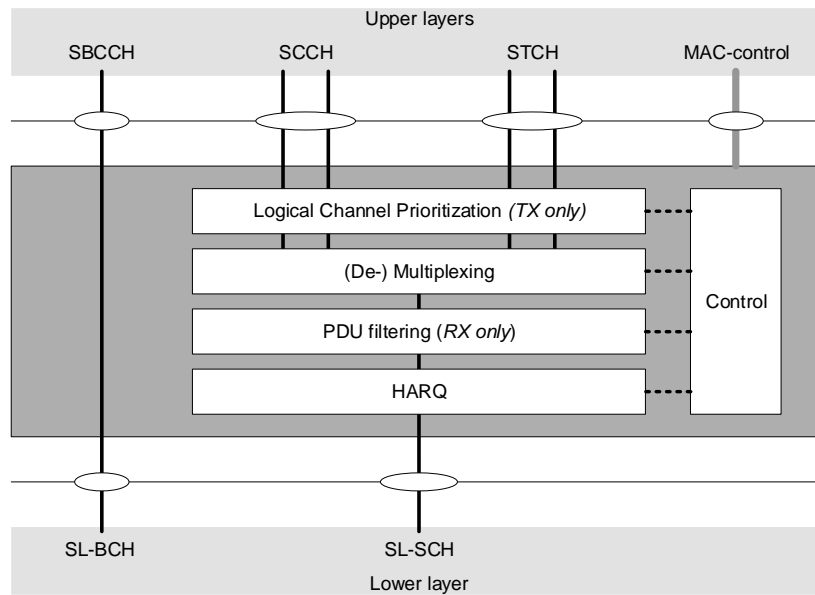 Upper layers
SBCCH SCCH STCH MAC-control
Logical Channel Prioritization (TX only)
(De-) Multiplexing
Control
PDU filtering (RX only)
HARQ
SL-BCH SL-SCH
Lower layer